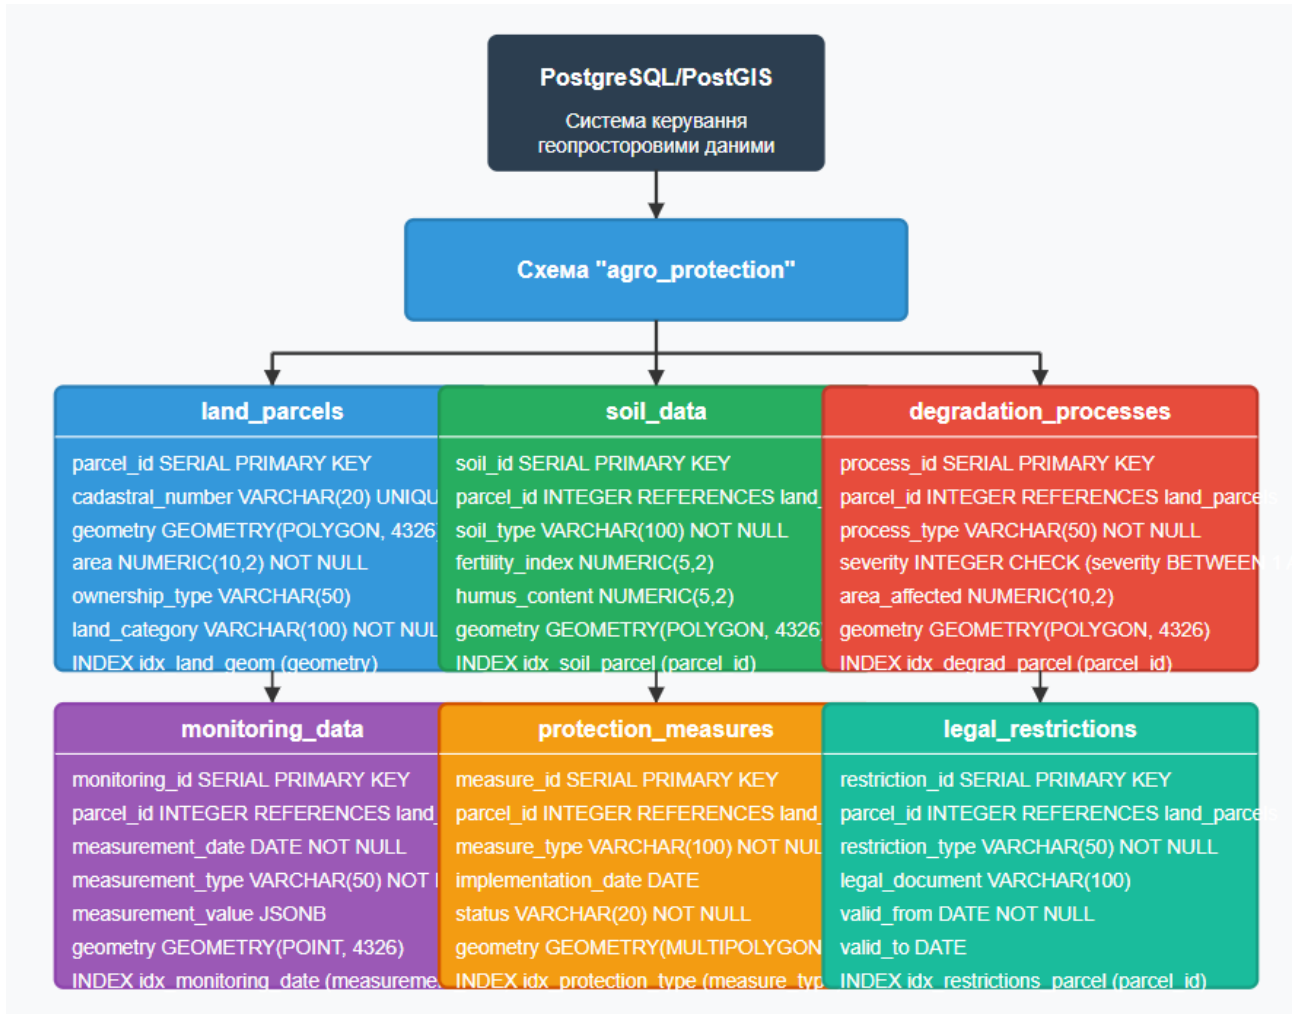 PostgreSQL/PostGIS
Система керування
геопросторовими даними
Схема "agro_protection"
land_parcels
parcel_id SERIAL PRIMARY KEY
cadastral_number VARCHAR(20) UNIQU
geometry GEOMETRY(POLYGON, 4326)
area NUMERIC(10,2) NOT NULL
ownership_type VARCHAR(50)
land_category VARCHAR(100) NOT NUL
INDEX idx_land_geom (geometry)
soil_data
soil_id SERIAL PRIMARY KEY
parcel_id INTEGER REFERENCES land_
soil_type VARCHAR(100) NOT NULL
fertility_index NUMERIC(5,2)
humus_content NUMERIC(5,2)
geometry GEOMETRY(POLYGON, 4326)
INDEX idx_soil_parcel (parcel_id)
degradation_processes
process_id SERIAL PRIMARY KEY
parcel_id INTEGER REFERENCES land_parcels
process_type VARCHAR(50) NOT NULL
severity INTEGER CHECK (severity BETWEEN 1
area_affected NUMERIC(10,2)
geometry GEOMETRY(POLYGON, 4326)
INDEX idx_degrad_parcel (parcel_id)
monitoring_data
monitoring_id SERIAL PRIMARY KEY
parcel_id INTEGER REFERENCES land_
measurement_date DATE NOT NULL
measurement_type VARCHAR(50) NOT
measurement_value JSONB
geometry GEOMETRY(POINT, 4326)
INDEX idx_monitoring_date (measureme
protection_measures
measure_id SERIAL PRIMARY KEY
parcel_id INTEGER REFERENCES land_
measure_type VARCHAR(100) NOT NUL
implementation_date DATE
status VARCHAR(20) NOT NULL
geometry GEOMETRY(MULTIPOLYGON
INDEX idx_protection_type (measure_typ
legal_restrictions
restriction_id SERIAL PRIMARY KEY
parcel_id INTEGER REFERENCES land_parcels
restriction_type VARCHAR(50) NOT NULL
legal_document VARCHAR(100)
valid_from DATE NOT NULL
valid_to DATE
INDEX idx_restrictions_parcel (parcel_id)